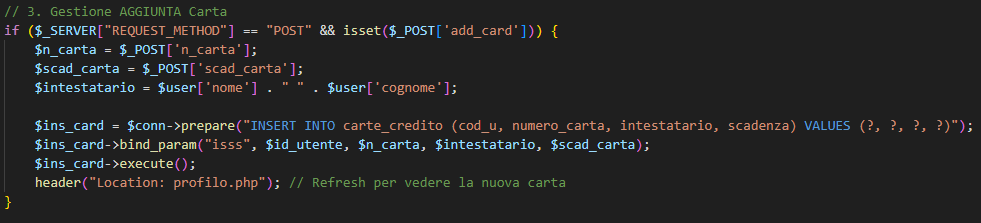 // 3. Gestione AGGIUNTA Carta
if ($_SERVER["REQUEST_METHOD"] == "POST" && isset($_POST['add_card'])) {
    $n_carta = $_POST['n_carta'];
    $scad_carta = $_POST['scad_carta'];
    $intestatario = $user['nome'] . " " . $user['cognome'];

    $ins_card = $conn->prepare("INSERT INTO carte_credito (cod_u, numero_carta, intestatario, scadenza) VALUES (?, ?, ?, ?)");
    $ins_card->bind_param("isss", $id_utente, $n_carta, $intestatario, $scad_carta);
    $ins_card->execute();
    header("Location: profilo.php"); // Refresh per vedere la nuova carta
}